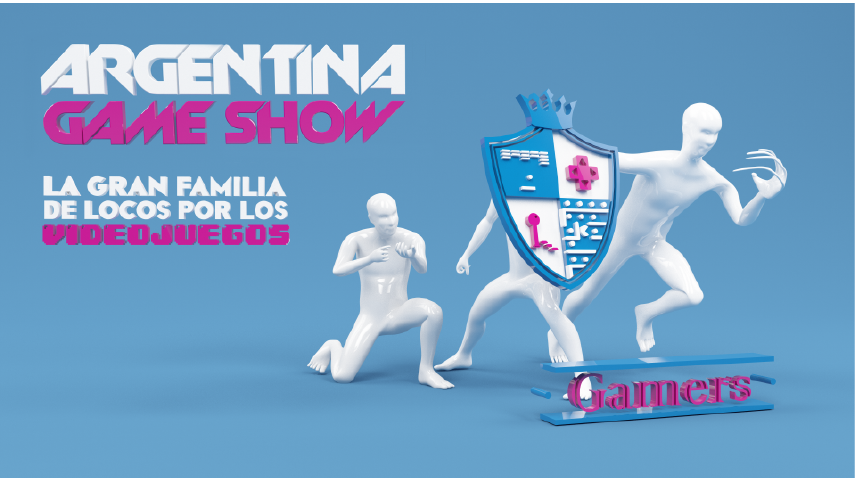 ARGENTINA
GAME SHOW
LA GRAN FAMILIA
DE LOCOS POR LOS
VIDEOJUEGOS
Gamers